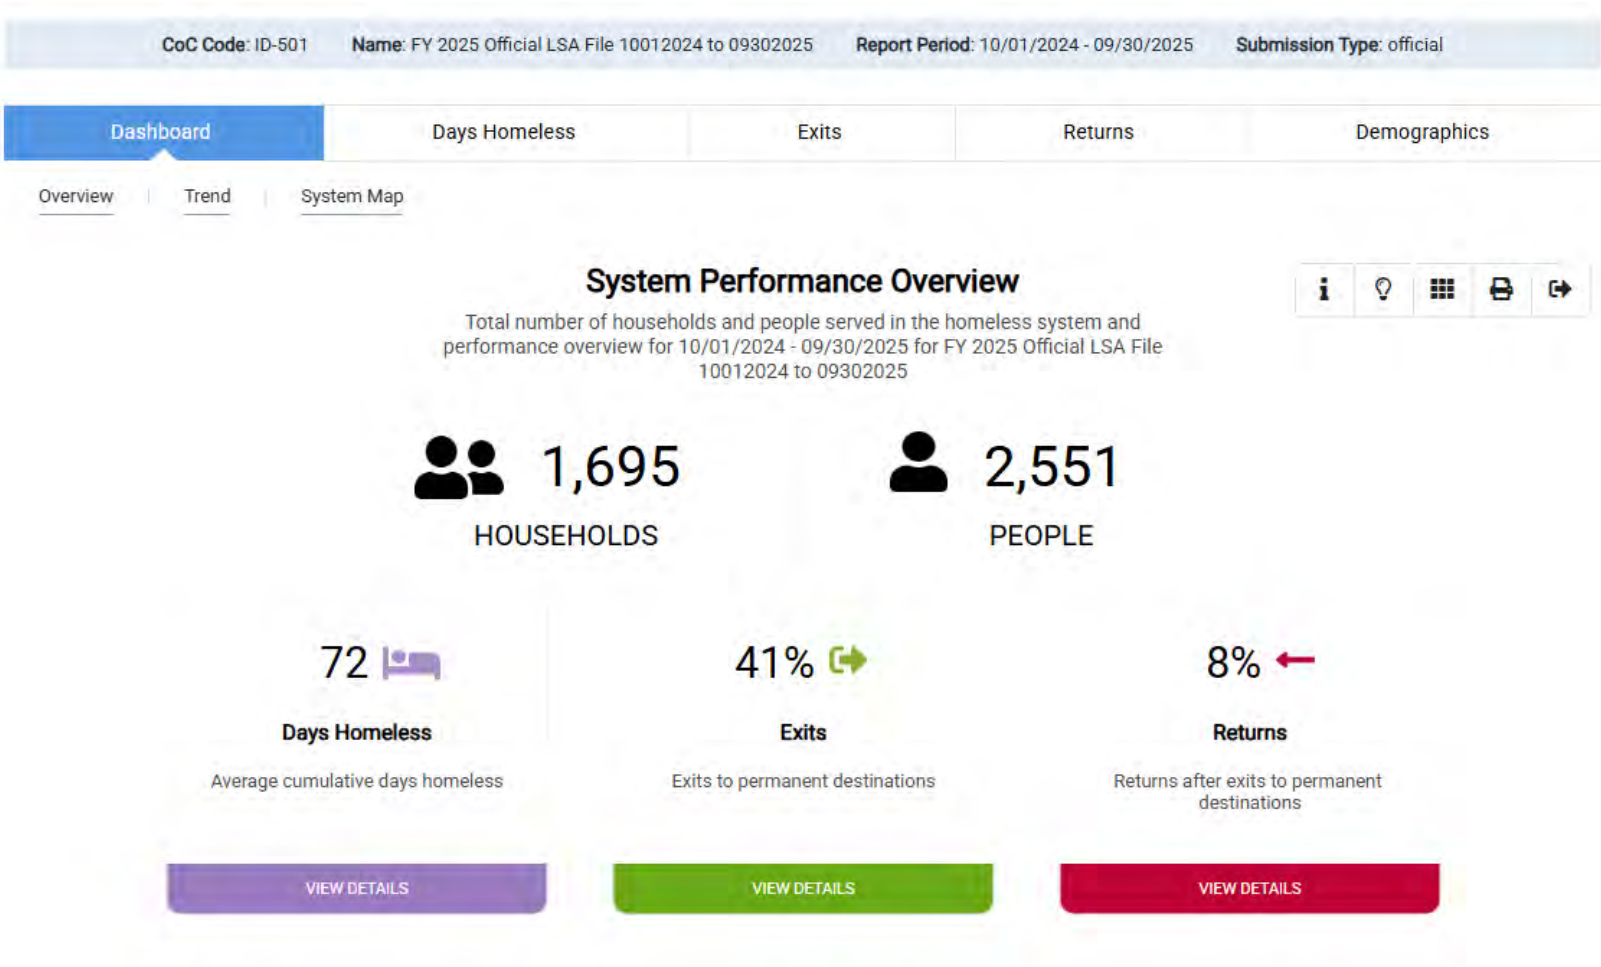 CoC Code: ID-501 Name: FY 2025 Official LSA File 10012024 to 09302025 Report Period: 10/01/2024 - 09/30/2025 Submission Type: official
Dashboard Days Homeless Exits Returns Demographics
Overview Trend System Map
System Performance Overview
Total number of households and people served in the homeless system and
performance overview for 10/01/2024 - 09/30/2025 for FY 2025 Official LSA File
10012024 to 09302025
1,695 2,551
HOUSEHOLDS PEOPLE
72 41% 8%
Days Homeless Exits Returns
Average cumulative days homeless Exits to permanent destinations Returns after exits to permanent
destinations
VIEW DETAILS VIEW DETAILS VIEW DETAILS